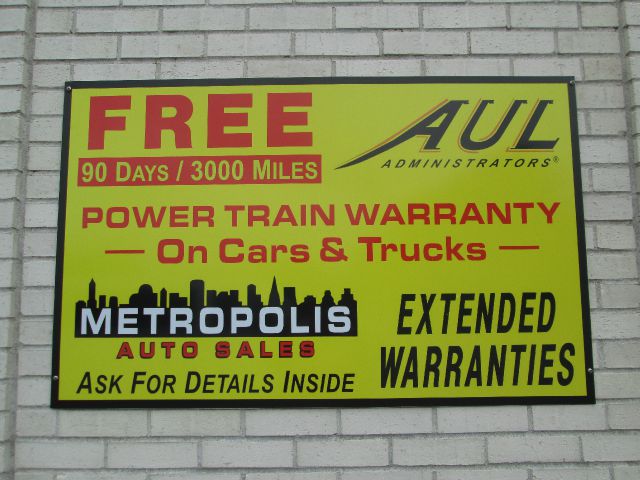 FREE
90 DAYS / 3000 MILES
AUL
ADMINISTRATORS®
POWER TRAIN WARRANTY
— On Cars & Trucks —
METROPOLIS
AUTO SALES
ASK FOR DETAILS INSIDE
EXTENDED
WARRANTIES